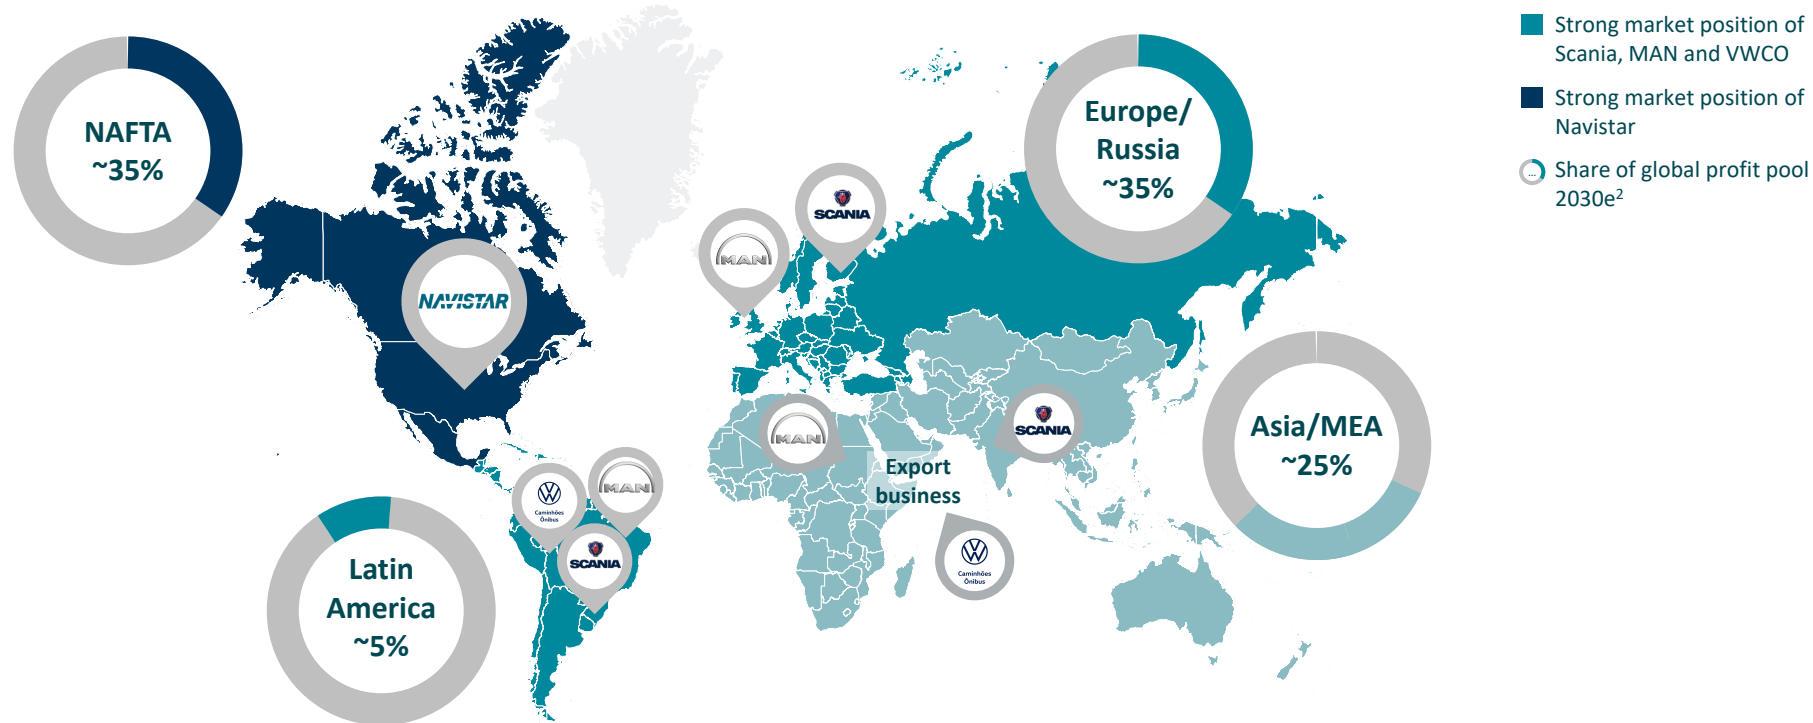 NAFTA
~35%
Europe/
Russia
~35%
Strong market position of
Scania, MAN and VWCO
Strong market position of
Navistar
...
Share of global profit pool
2030e²
SCANIA
MAN
NAVISTAR
MAN
SCANIA
Asia/MEA
~25%
Export
business
Caminhões
Ônibus
MAN
SCANIA
Caminhões
Ônibus
Latin
America
~5%